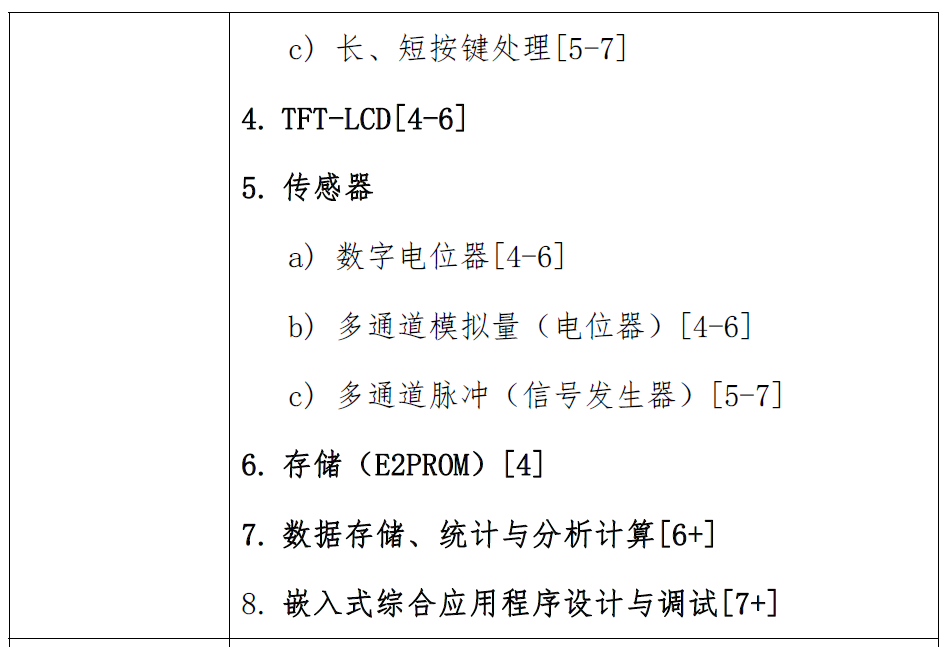 c) 长、短按键处理[5-7]
4. TFT-LCD[4-6]
5. 传感器
a) 数字电位器[4-6]
b) 多通道模拟量（电位器）[4-6]
c) 多通道脉冲（信号发生器）[5-7]
6. 存储（E2PROM）[4]
7. 数据存储、统计与分析计算[6+]
8. 嵌入式综合应用程序设计与调试[7+]